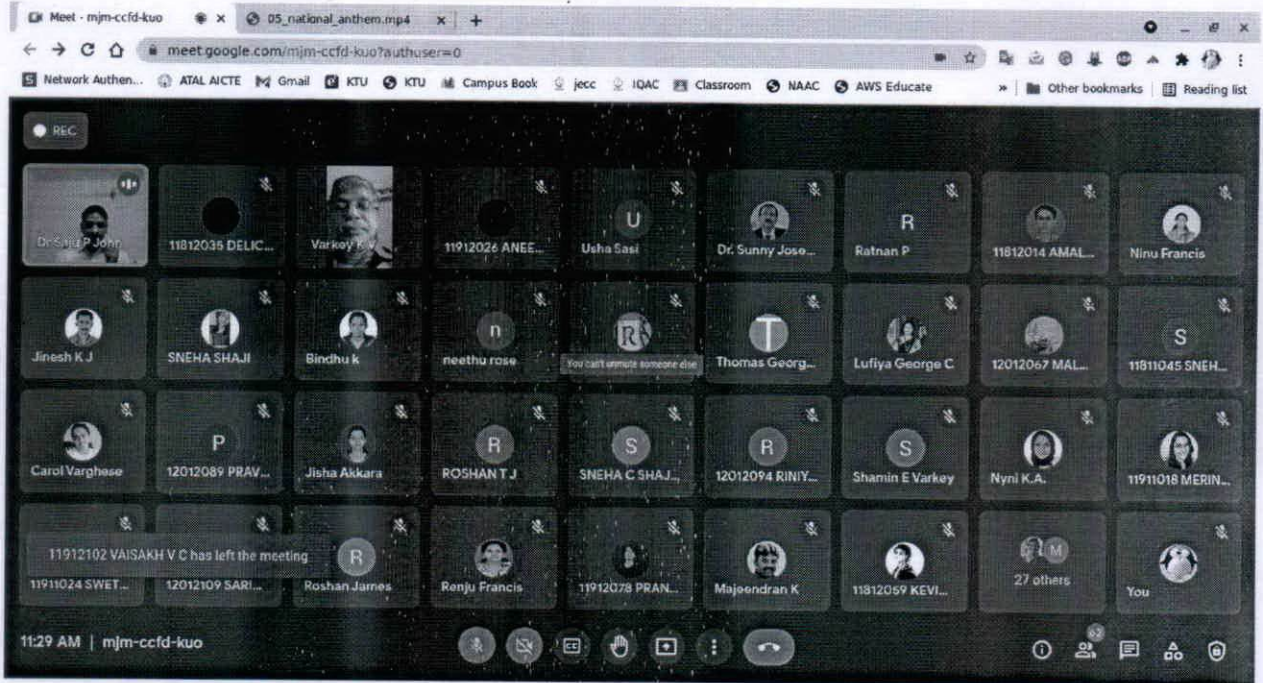 Meet - mjm-ccfd-kuo
05_national_anthem.mp4
meet.google.com/mjm-ccfd-kuo?authuser=0
Network Authen... ATAL AICTE Gmail KTU KTU Campus Book jecc IQAC Classroom NAAC AWS Educate » Other bookmarks Reading list
REC
Dr Saju P John 11812035 DELIC... Varkey K V 11912026 ANEE... Usha Sasi Dr. Sunny Jose... Ratnan P 11812014 AMAL... Ninu Francis
U R
Jinesh K J SNEHA SHAJI Bindhu k neethu rose You can't unmute someone else Thomas Georg... Lufiya George C 12012067 MAL... 11811045 SNEH...
n R T S
Carol Varghese 12012089 PRAV... Jisha Akkara ROSHAN T J SNEHA C SHAJ... 12012094 RINIY... Shamin E Varkey Nyni K.A. 11911018 MERIN...
P R S R S
11912102 VAISAKH V C has left the meeting
R M
11911024 SWET... 12012109 SARI... Roshan James Renju Francis 11912078 PRAN... Majeendran K 11812059 KEVI... 27 others You
11:29 AM | mjm-ccfd-kuo
CC
62